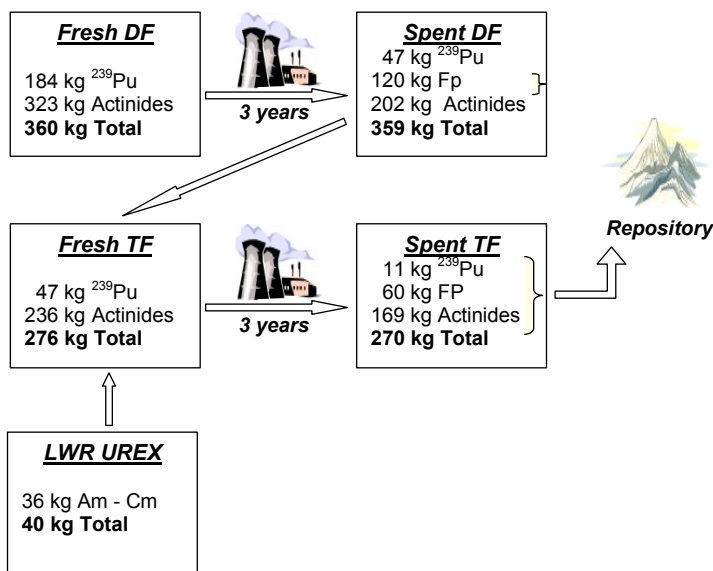 Fresh DF
184 kg ²³⁹Pu
323 kg Actinides
360 kg Total
3 years
Spent DF
47 kg ²³⁹Pu
120 kg Fp
202 kg Actinides
359 kg Total
Repository
Fresh TF
47 kg ²³⁹Pu
236 kg Actinides
276 kg Total
3 years
Spent TF
11 kg ²³⁹Pu
60 kg FP
169 kg Actinides
270 kg Total
LWR UREX
36 kg Am - Cm
40 kg Total